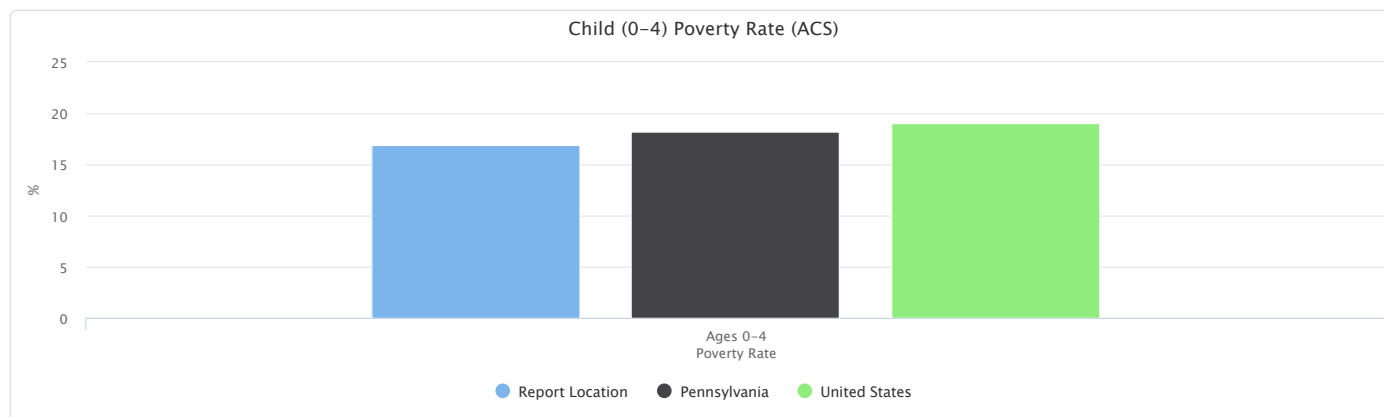 Child (0–4) Poverty Rate (ACS)
25
20
15
10
5
0
%
Ages 0–4
Poverty Rate
Report Location
Pennsylvania
United States